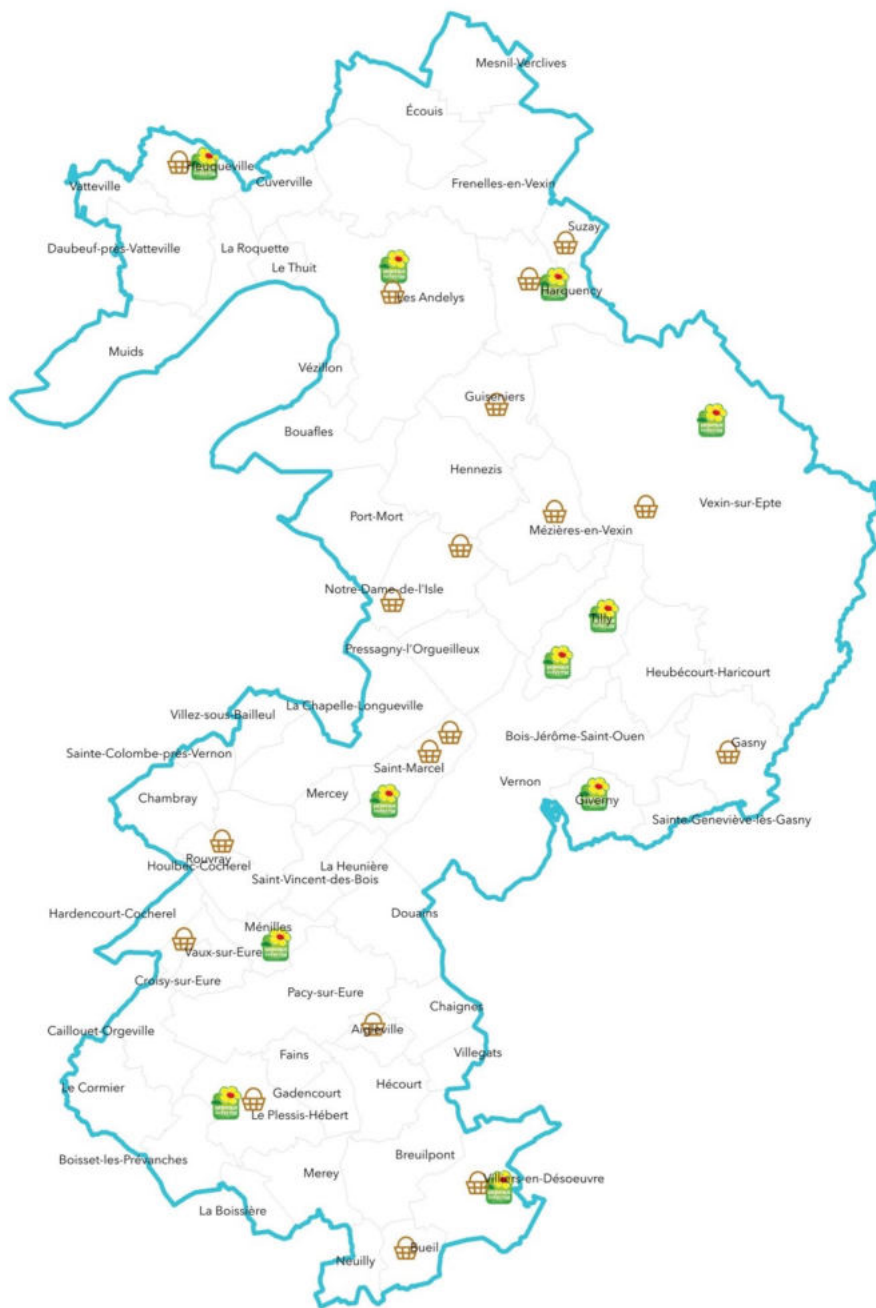 Mesnil-Verclives
Écouis
Heuqueville
Cuverville
Vatteville
Frenelles-en-Vexin
Suzay
Daubeuf-près-Vatteville
La Roquette
Le Thuit
Harquency
Les Andelys
Muids
Vézillon
Guiseniers
Bouafles
Hennezis
Vexin-sur-Epte
Port-Mort
Mézières-en-Vexin
Notre-Dame-de-l'Isle
Tilly
Pressagny-l'Orgueilleux
Heubécourt-Haricourt
La Chapelle-Longueville
Villez-sous-Bailleul
Bois-Jérôme-Saint-Ouen
Gasny
Sainte-Colombe-près-Vernon
Saint-Marcel
Vernon
Mercey
Chambray
Giverny
Sainte-Geneviève-lès-Gasny
Rouvray
Houlbec-Cocherel
La Heunière
Saint-Vincent-des-Bois
Hardencourt-Cocherel
Douains
Ménilles
Vaux-sur-Eure
Croisy-sur-Eure
Pacy-sur-Eure
Chaignes
Caillouet-Orgeville
Aigleville
Villegats
Fains
Le Cormier
Hécourt
Gadencourt
Le Plessis-Hébert
Breuilpont
Boisset-les-Prévanches
Merey
Villiers-en-Désoeuvre
La Boissière
Bueil
Neuilly